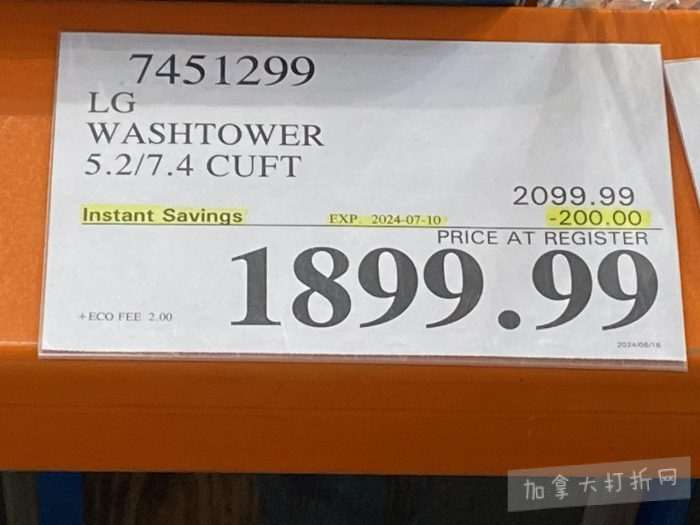 7451299
LG
WASHTOWER
5.2/7.4 CUFT
2099.99
Instant Savings EXP. 2024-07-10 -200.00
PRICE AT REGISTER
1899.99
+ECO FEE 2.00
2024/06/16
加拿大打折网